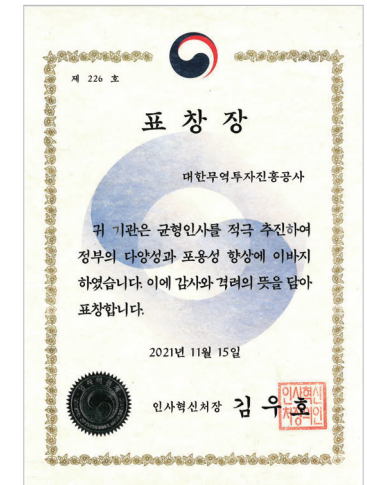 제 226 호
표 창 장
대한무역투자진흥공사
귀 기관은 균형인사를 적극 추진하여
정부의 다양성과 포용성 향상에 이바지
하였습니다. 이에 감사와 격려의 뜻을 담아
표창합니다.
2021년 11월 15일
인사혁신처장 김 우 호
인사혁신
처장의인